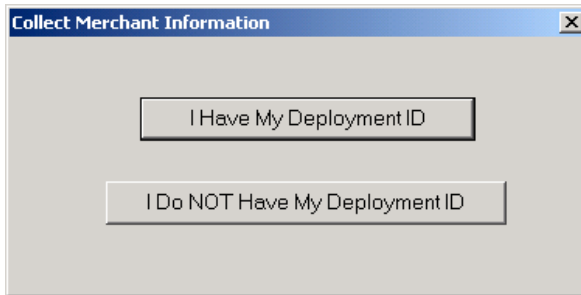 Collect Merchant Information
I Have My Deployment ID
I Do NOT Have My Deployment ID